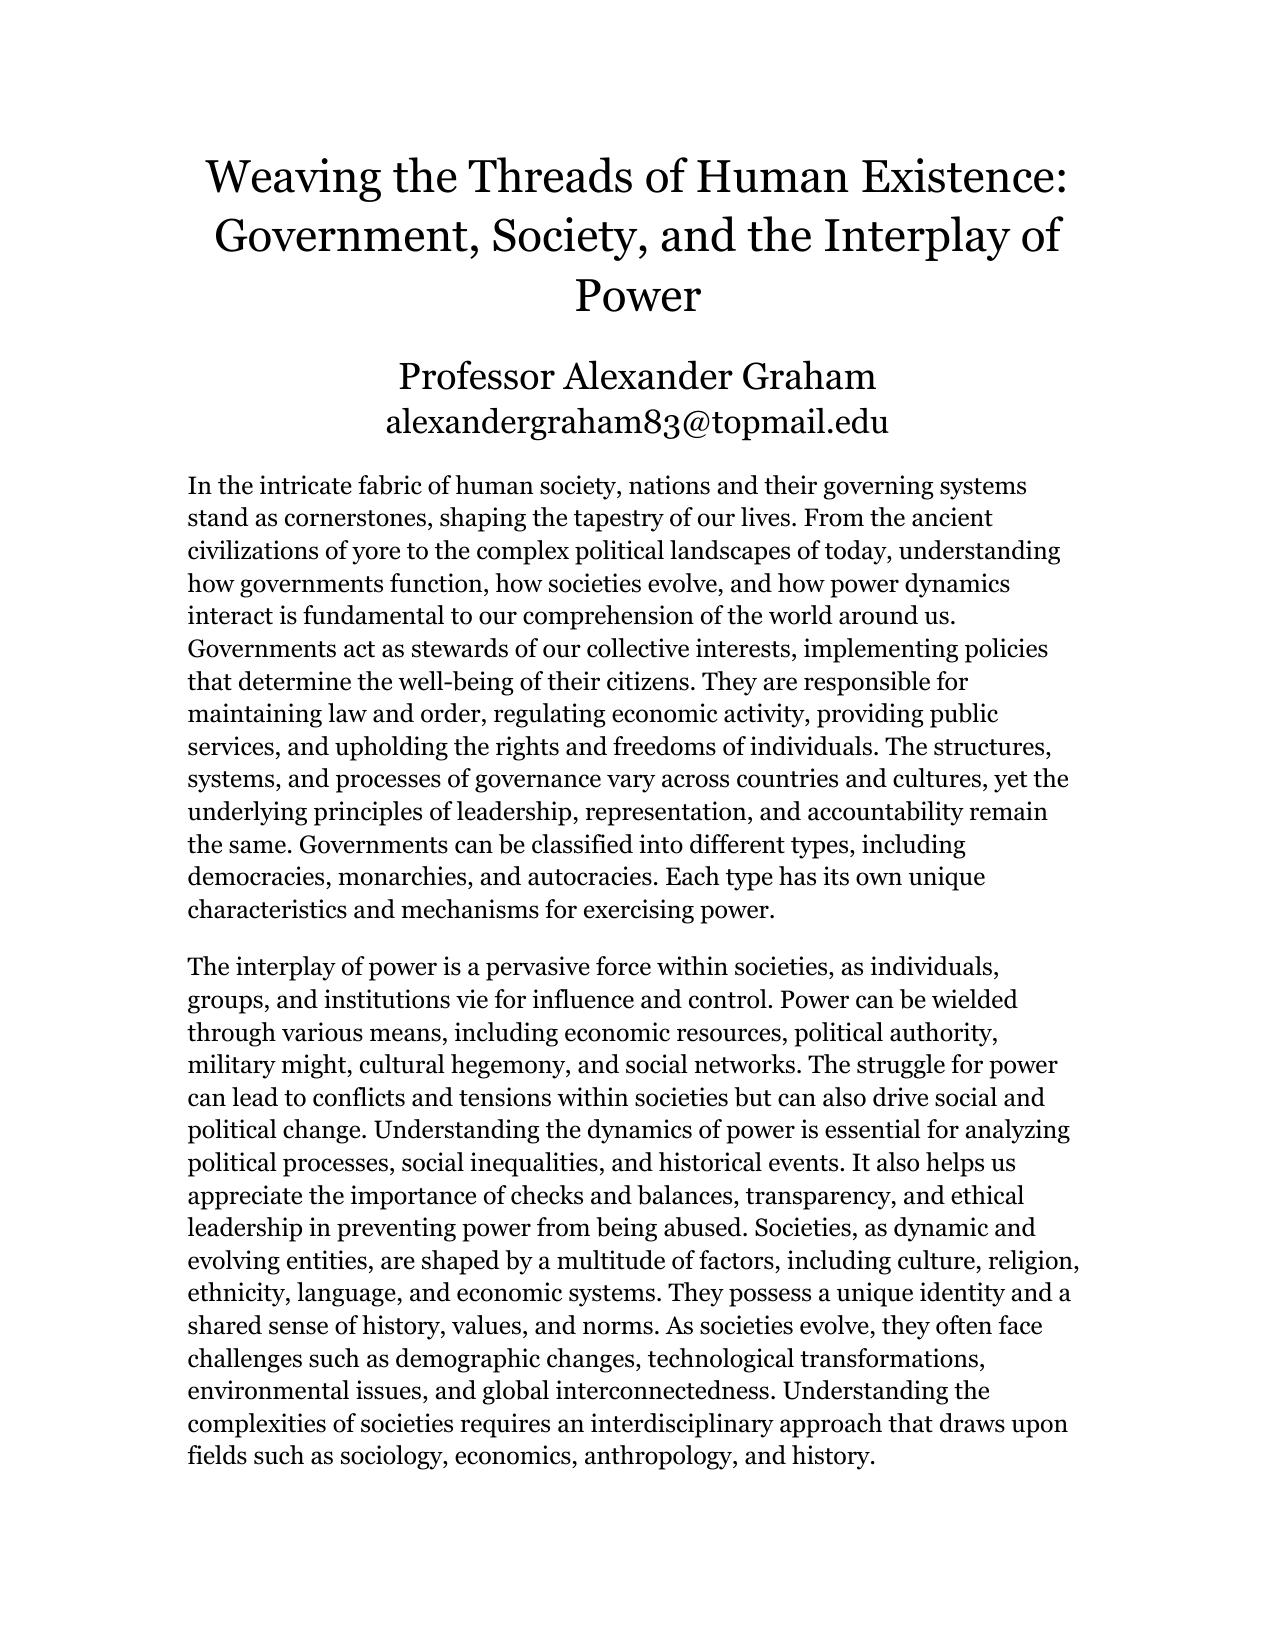 Weaving the Threads of Human Existence:
Government, Society, and the Interplay of
Power
Professor Alexander Graham
alexandergraham83@topmail.edu
In the intricate fabric of human society, nations and their governing systems
stand as cornerstones, shaping the tapestry of our lives. From the ancient
civilizations of yore to the complex political landscapes of today, understanding
how governments function, how societies evolve, and how power dynamics
interact is fundamental to our comprehension of the world around us.
Governments act as stewards of our collective interests, implementing policies
that determine the well-being of their citizens. They are responsible for
maintaining law and order, regulating economic activity, providing public
services, and upholding the rights and freedoms of individuals. The structures,
systems, and processes of governance vary across countries and cultures, yet the
underlying principles of leadership, representation, and accountability remain
the same. Governments can be classified into different types, including
democracies, monarchies, and autocracies. Each type has its own unique
characteristics and mechanisms for exercising power.
The interplay of power is a pervasive force within societies, as individuals,
groups, and institutions vie for influence and control. Power can be wielded
through various means, including economic resources, political authority,
military might, cultural hegemony, and social networks. The struggle for power
can lead to conflicts and tensions within societies but can also drive social and
political change. Understanding the dynamics of power is essential for analyzing
political processes, social inequalities, and historical events. It also helps us
appreciate the importance of checks and balances, transparency, and ethical
leadership in preventing power from being abused. Societies, as dynamic and
evolving entities, are shaped by a multitude of factors, including culture, religion,
ethnicity, language, and economic systems. They possess a unique identity and a
shared sense of history, values, and norms. As societies evolve, they often face
challenges such as demographic changes, technological transformations,
environmental issues, and global interconnectedness. Understanding the
complexities of societies requires an interdisciplinary approach that draws upon
fields such as sociology, economics, anthropology, and history.